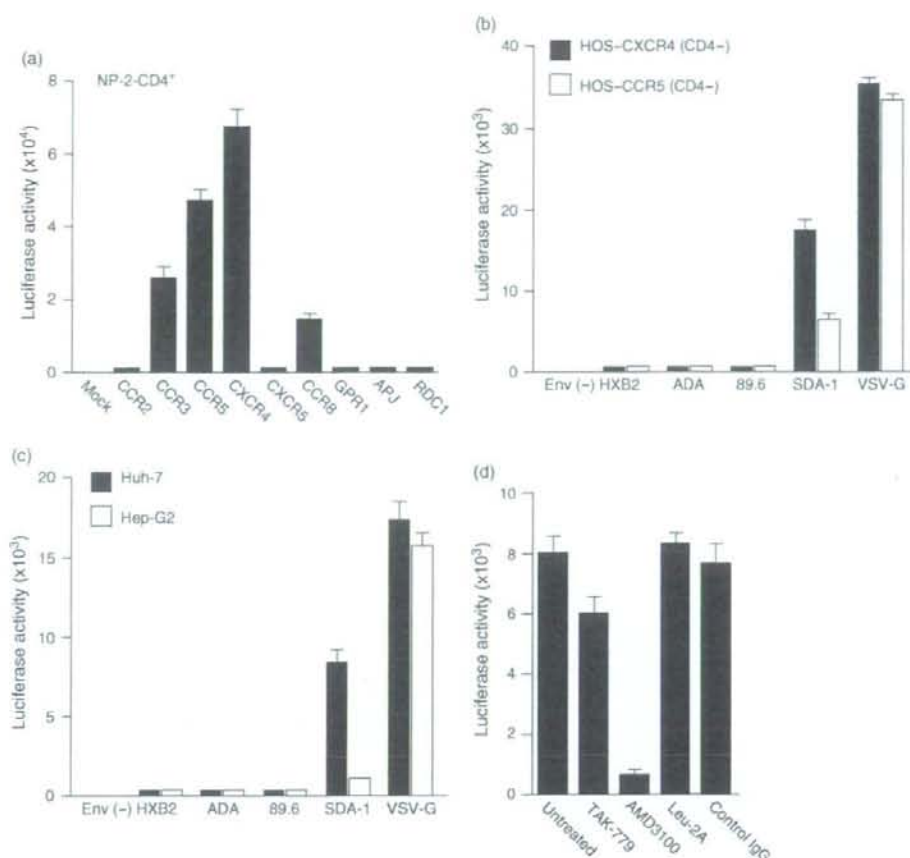 (a)
NP-2-CD4+
Luciferase activity (x10⁴)
8
6
4
2
0
Mock
CCR2
CCR3
CCR5
CXCR4
CXCR5
CCR8
GPR1
APJ
RDC1
(b)
HOS-CXCR4 (CD4-)
HOS-CCR5 (CD4-)
Luciferase activity (x10³)
40
30
20
10
0
Env (-) HXB2 ADA 89.6 SDA-1 VSV-G
(c)
Huh-7
Hep-G2
Luciferase activity (x10³)
20
15
10
5
0
Env (-) HXB2 ADA 89.6 SDA-1 VSV-G
(d)
Luciferase activity (x10³)
10
8
6
4
2
0
Untreated
TAK-779
AMD3100
Leu-2A
Control IgG